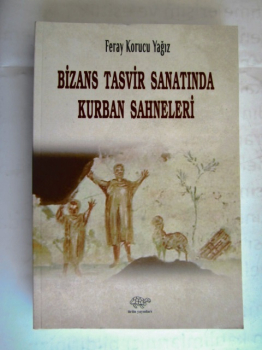 Feray Korucu Yağız
BİZANS TASVİR SANATINDA
KURBAN SAHNELERİ